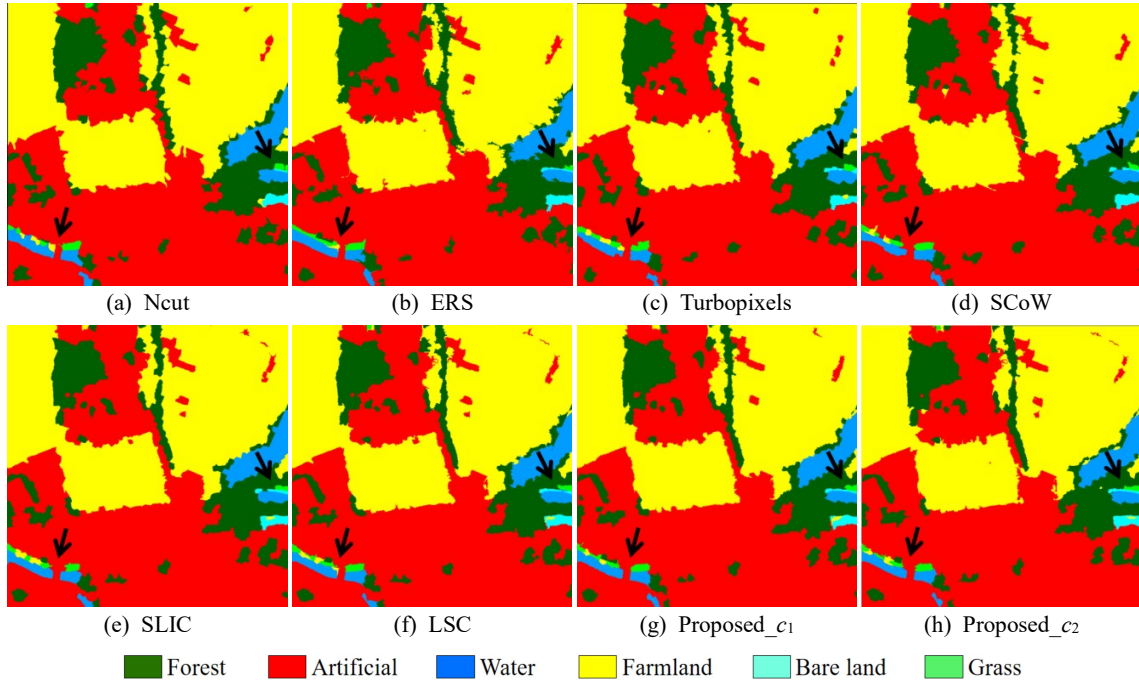 (a) Ncut
(b) ERS
(c) Turbopixels
(d) SCoW
(e) SLIC
(f) LSC
(g) Proposed_c1
(h) Proposed_c2
Forest Artificial Water Farmland Bare land Grass